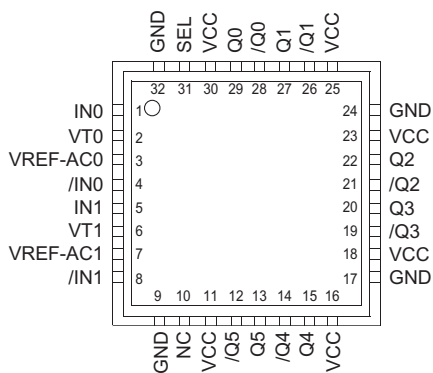 GND SEL VCC Q0 /Q0 Q1 /Q1 VCC
32 31 30 29 28 27 26 25
IN0 1 24 GND
VT0 2 23 VCC
VREF-AC0 3 22 Q2
/IN0 4 21 /Q2
IN1 5 20 Q3
VT1 6 19 /Q3
VREF-AC1 7 18 VCC
/IN1 8 17 GND
9 10 11 12 13 14 15 16
GND NC VCC /Q5 Q5 /Q4 Q4 VCC